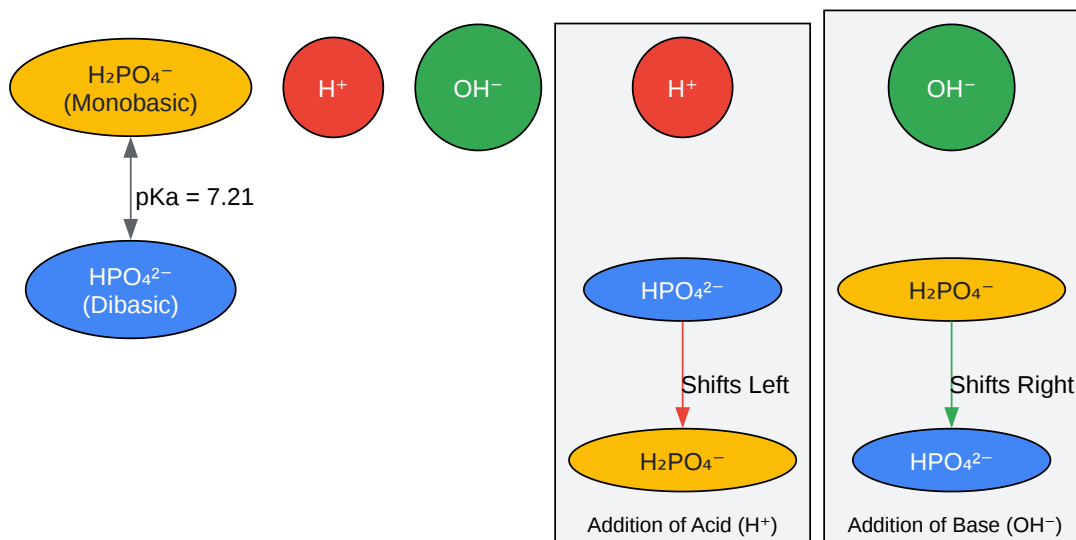 H₂PO₄⁻
(Monobasic)
pKa = 7.21
HPO₄²⁻
(Dibasic)
H⁺
OH⁻
H⁺
HPO₄²⁻
Shifts Left
H₂PO₄⁻
Addition of Acid (H⁺)
OH⁻
H₂PO₄⁻
Shifts Right
HPO₄²⁻
Addition of Base (OH⁻)